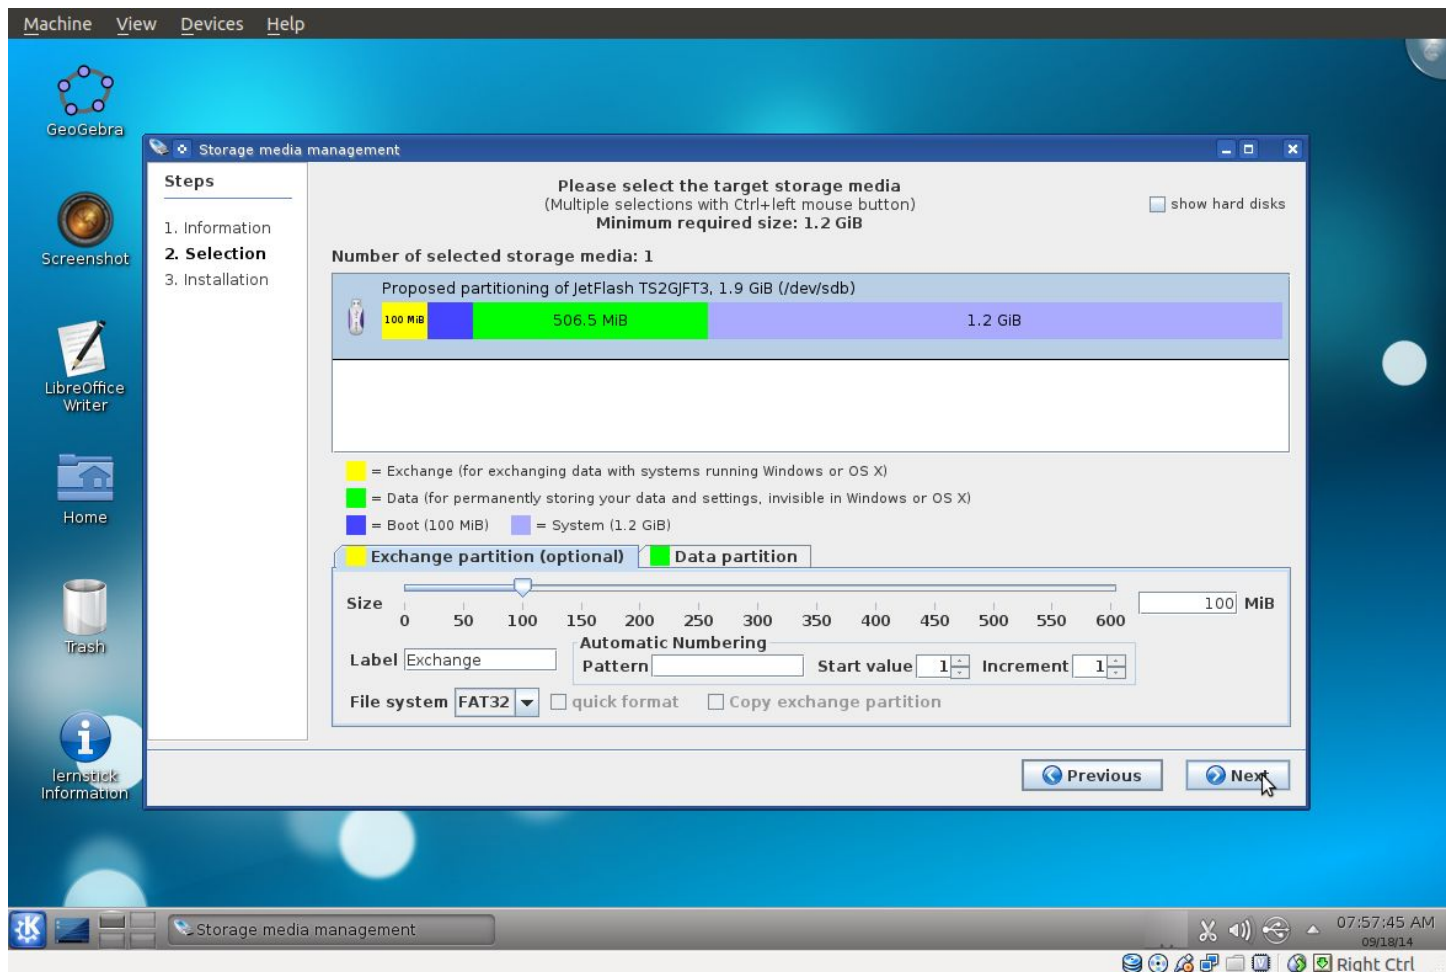 Machine View Devices Help
GeoGebra
Screenshot
LibreOffice
Writer
Home
Trash
lernstick
Information
Storage media management
Steps
1. Information
2. Selection
3. Installation
Please select the target storage media
(Multiple selections with Ctrl+left mouse button)
Minimum required size: 1.2 GiB
show hard disks
Number of selected storage media: 1
Proposed partitioning of JetFlash TS2GJFT3, 1.9 GiB (/dev/sdb)
100 MiB 506.5 MiB 1.2 GiB
= Exchange (for exchanging data with systems running Windows or OS X)
= Data (for permanently storing your data and settings, invisible in Windows or OS X)
= Boot (100 MiB) = System (1.2 GiB)
Exchange partition (optional) Data partition
Size 0 50 100 150 200 250 300 350 400 450 500 550 600 100 MiB
Automatic Numbering
Label Exchange Pattern Start value 1 Increment 1
File system FAT32 quick format Copy exchange partition
Previous Next
Storage media management
07:57:45 AM
09/18/14
Right Ctrl